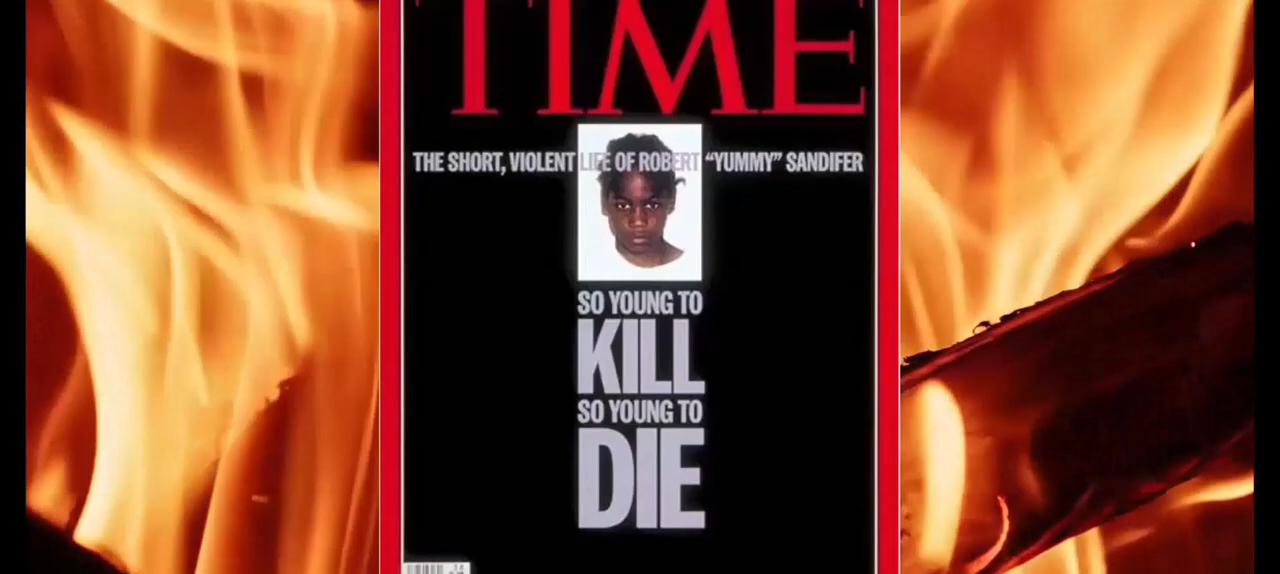 TIME
THE SHORT, VIOLENT LIFE OF ROBERT “YUMMY” SANDIFER
SO YOUNG TO
KILL
SO YOUNG TO
DIE